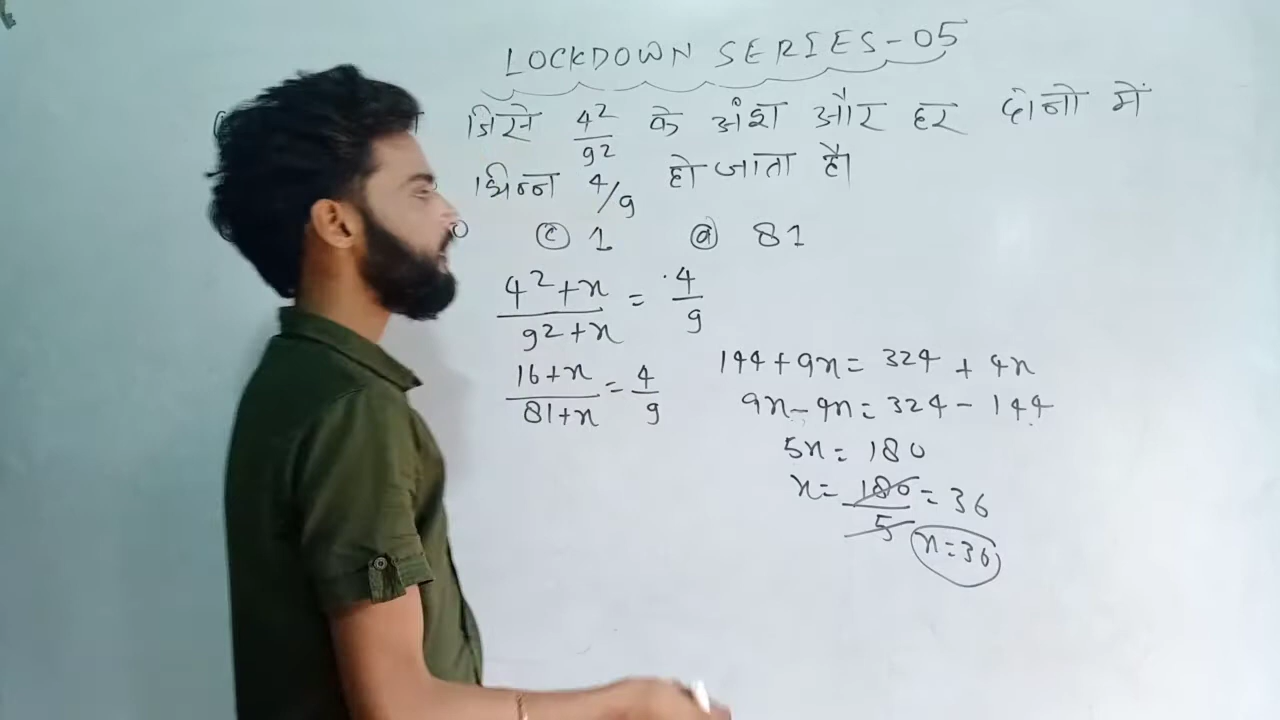 LOCKDOWN SERIES-05
जिसे 4²/9² के अंश और हर दोनो में
भिन्न 4/9 हो जाता है।
ⓒ 1 ⓓ 81
4²+x / 9²+x = 4/9
16+x / 81+x = 4/9
144+9x = 324 + 4x
9x-4x = 324 - 144
5x = 180
x = 180/5 = 36
x=36